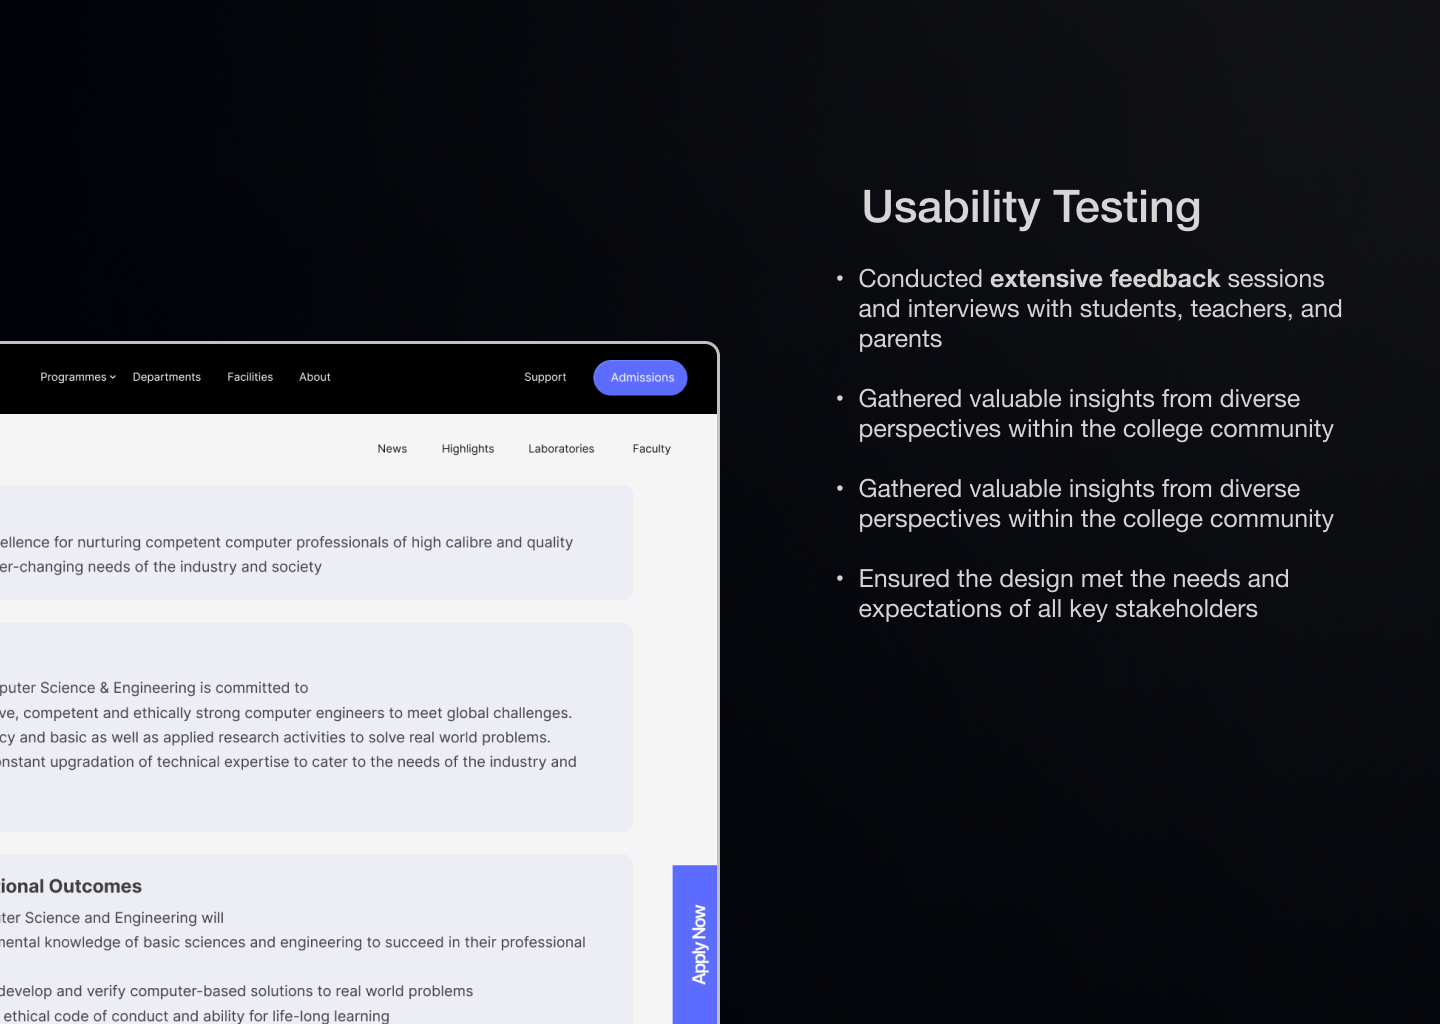 Usability Testing
• Conducted extensive feedback sessions
and interviews with students, teachers, and
parents
• Gathered valuable insights from diverse
perspectives within the college community
• Gathered valuable insights from diverse
perspectives within the college community
• Ensured the design met the needs and
expectations of all key stakeholders
Programmes Departments Facilities About Support Admissions
News Highlights Laboratories Faculty
ellence for nurturing competent computer professionals of high calibre and quality
er-changing needs of the industry and society
puter Science & Engineering is committed to
ve, competent and ethically strong computer engineers to meet global challenges.
cy and basic as well as applied research activities to solve real world problems.
onstant upgradation of technical expertise to cater to the needs of the industry and
tional Outcomes
ter Science and Engineering will
mental knowledge of basic sciences and engineering to succeed in their professional
develop and verify computer-based solutions to real world problems
ethical code of conduct and ability for life-long learning
Apply Now